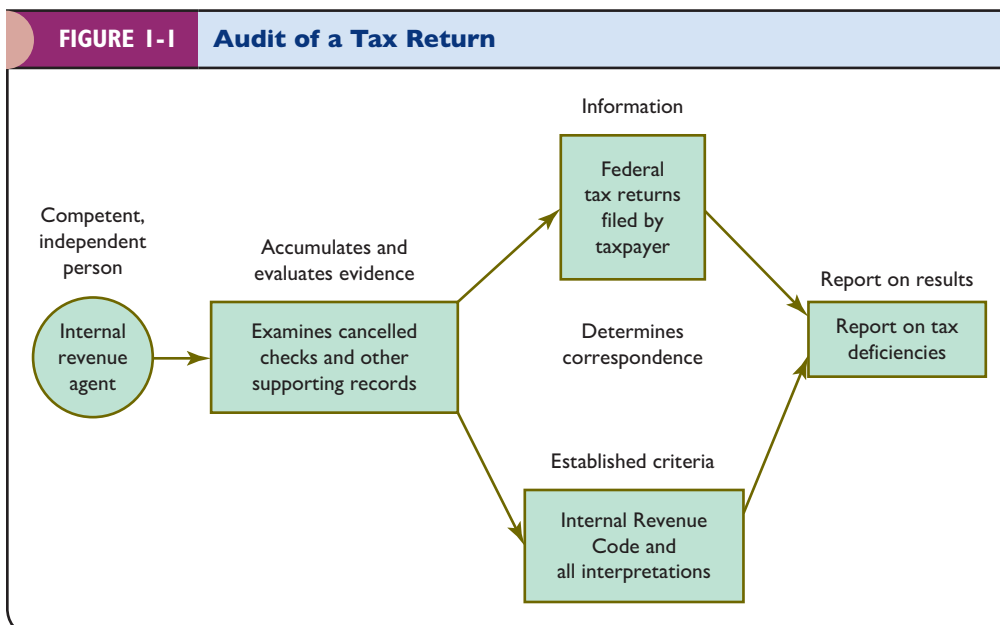 FIGURE 1-1
Audit of a Tax Return
Competent,
independent
person
Internal
revenue
agent
Accumulates and
evaluates evidence
Examines cancelled
checks and other
supporting records
Information
Federal
tax returns
filed by
taxpayer
Determines
correspondence
Established criteria
Internal Revenue
Code and
all interpretations
Report on results
Report on tax
deficiencies